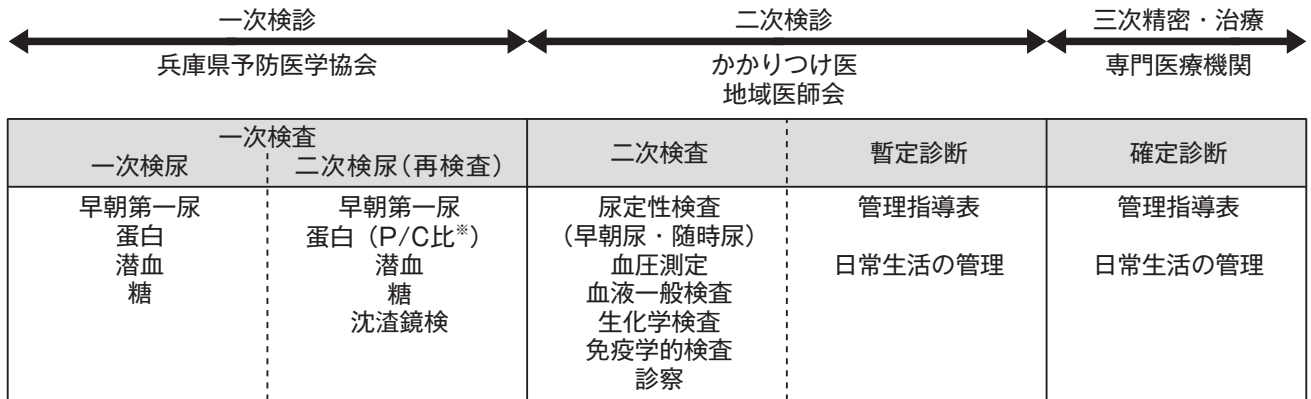 一次検診
二次検診
三次精密・治療
兵庫県予防医学協会
かかりつけ医
地域医師会
専門医療機関
一次検査
一次検尿
二次検尿(再検査)
二次検査
暫定診断
確定診断
早朝第一尿
蛋白
潜血
糖
早朝第一尿
蛋白（P/C比※）
潜血
糖
沈渣鏡検
尿定性検査
（早朝尿・随時尿）
血圧測定
血液一般検査
生化学検査
免疫学的検査
診察
管理指導表
日常生活の管理
管理指導表
日常生活の管理